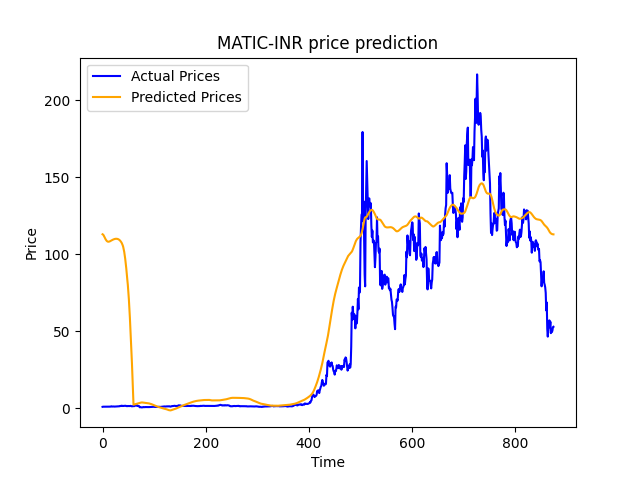 MATIC-INR price prediction
Actual Prices
Predicted Prices
Price
200
150
100
50
0
0 200 400 600 800
Time